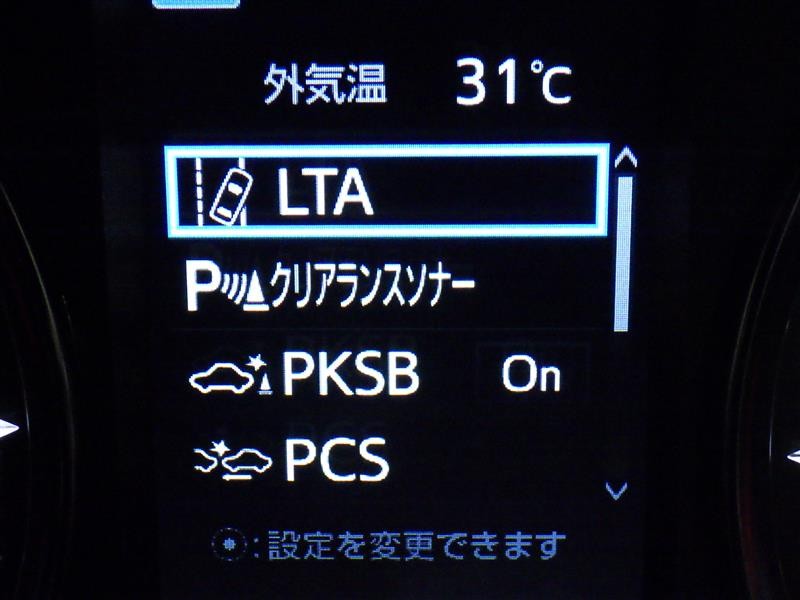 外気温 31℃
LTA
P クリアランスソナー
PKSB On
PCS
:設定を変更できます